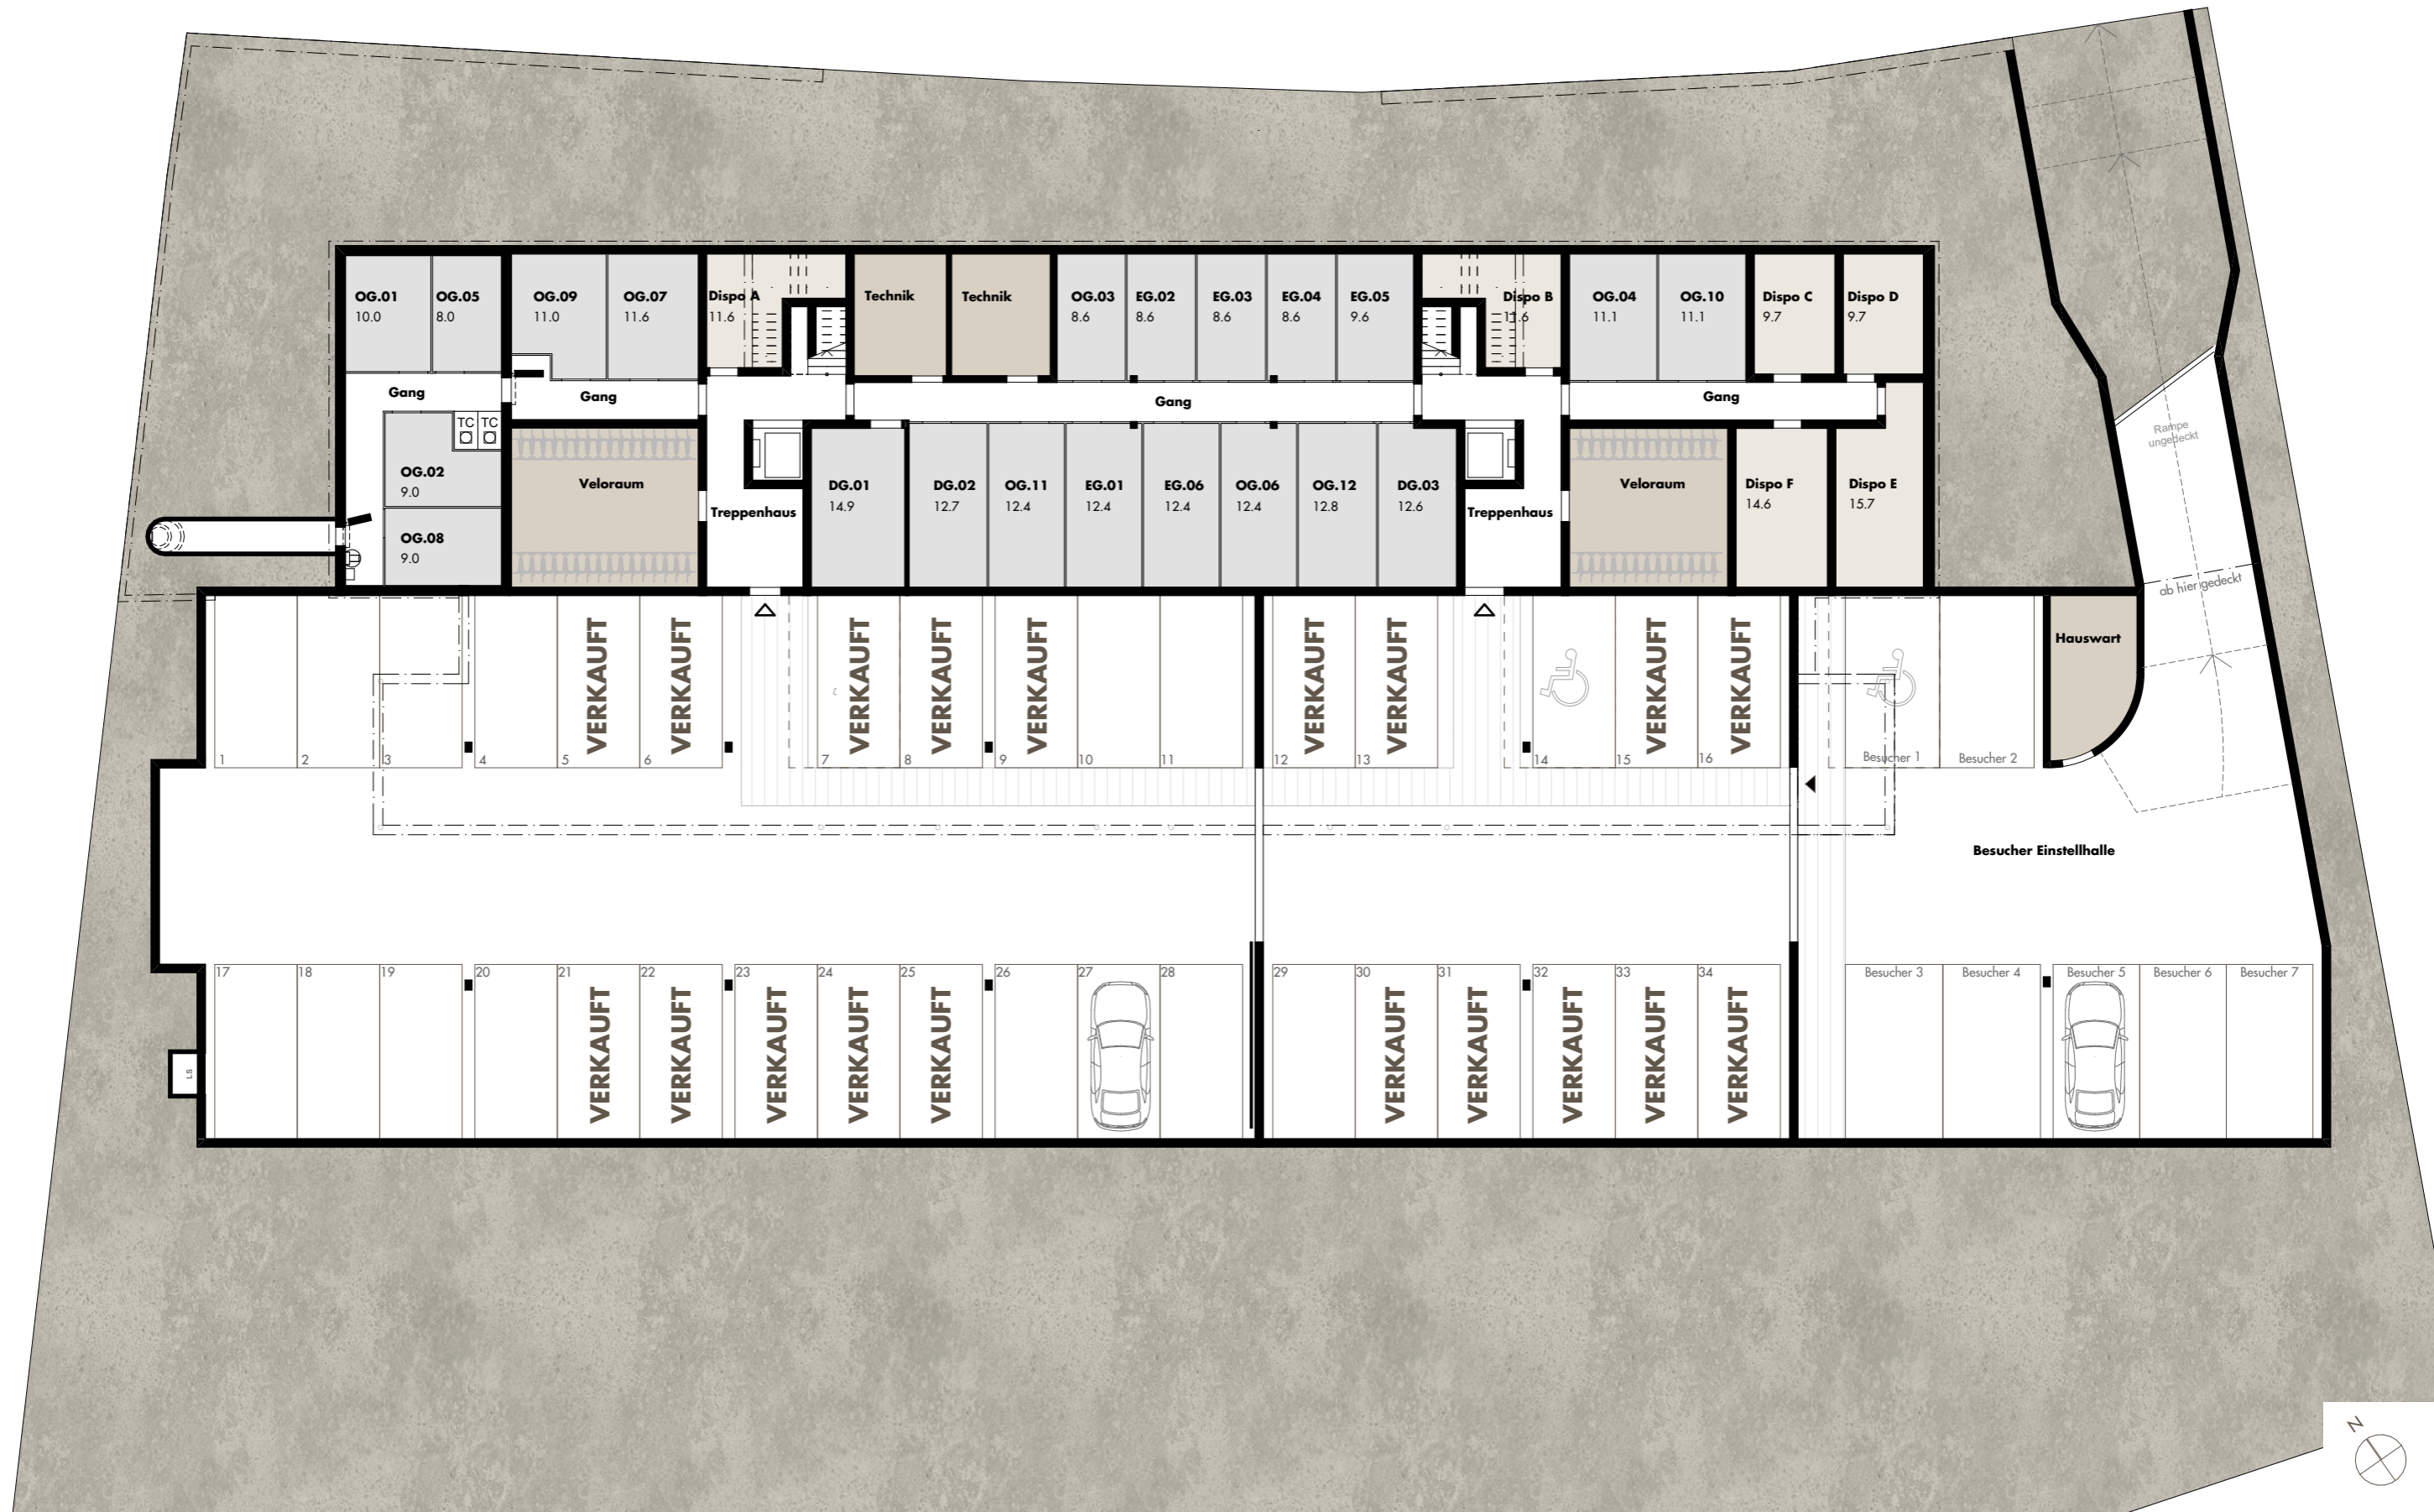 OG.01
10.0
OG.05
8.0
OG.09
11.0
OG.07
11.6
Dispo A
11.6
Technik
Technik
OG.03
8.6
EG.02
8.6
EG.03
8.6
EG.04
8.6
EG.05
9.6
Dispo B
11.6
OG.04
11.1
OG.10
11.1
Dispo C
9.7
Dispo D
9.7
Gang
Gang
Gang
Gang
TC
TC
OG.02
9.0
OG.08
9.0
Veloraum
Treppenhaus
DG.01
14.9
DG.02
12.7
OG.11
12.4
EG.01
12.4
EG.06
12.4
OG.06
12.4
OG.12
12.8
DG.03
12.6
Treppenhaus
Veloraum
Dispo F
14.6
Dispo E
15.7
Rampe
ungedeckt
ab hier gedeckt
Hauswart
VERKAUFT
VERKAUFT
VERKAUFT
VERKAUFT
VERKAUFT
VERKAUFT
VERKAUFT
VERKAUFT
VERKAUFT
1
2
3
4
5
6
7
8
9
10
11
12
13
14
15
16
Besucher 1
Besucher 2
Besucher Einstellhalle
17
18
19
20
21
22
23
24
25
26
27
28
29
30
31
32
33
34
Besucher 3
Besucher 4
Besucher 5
Besucher 6
Besucher 7
VERKAUFT
VERKAUFT
VERKAUFT
VERKAUFT
VERKAUFT
VERKAUFT
VERKAUFT
VERKAUFT
VERKAUFT
VERKAUFT
LS
N